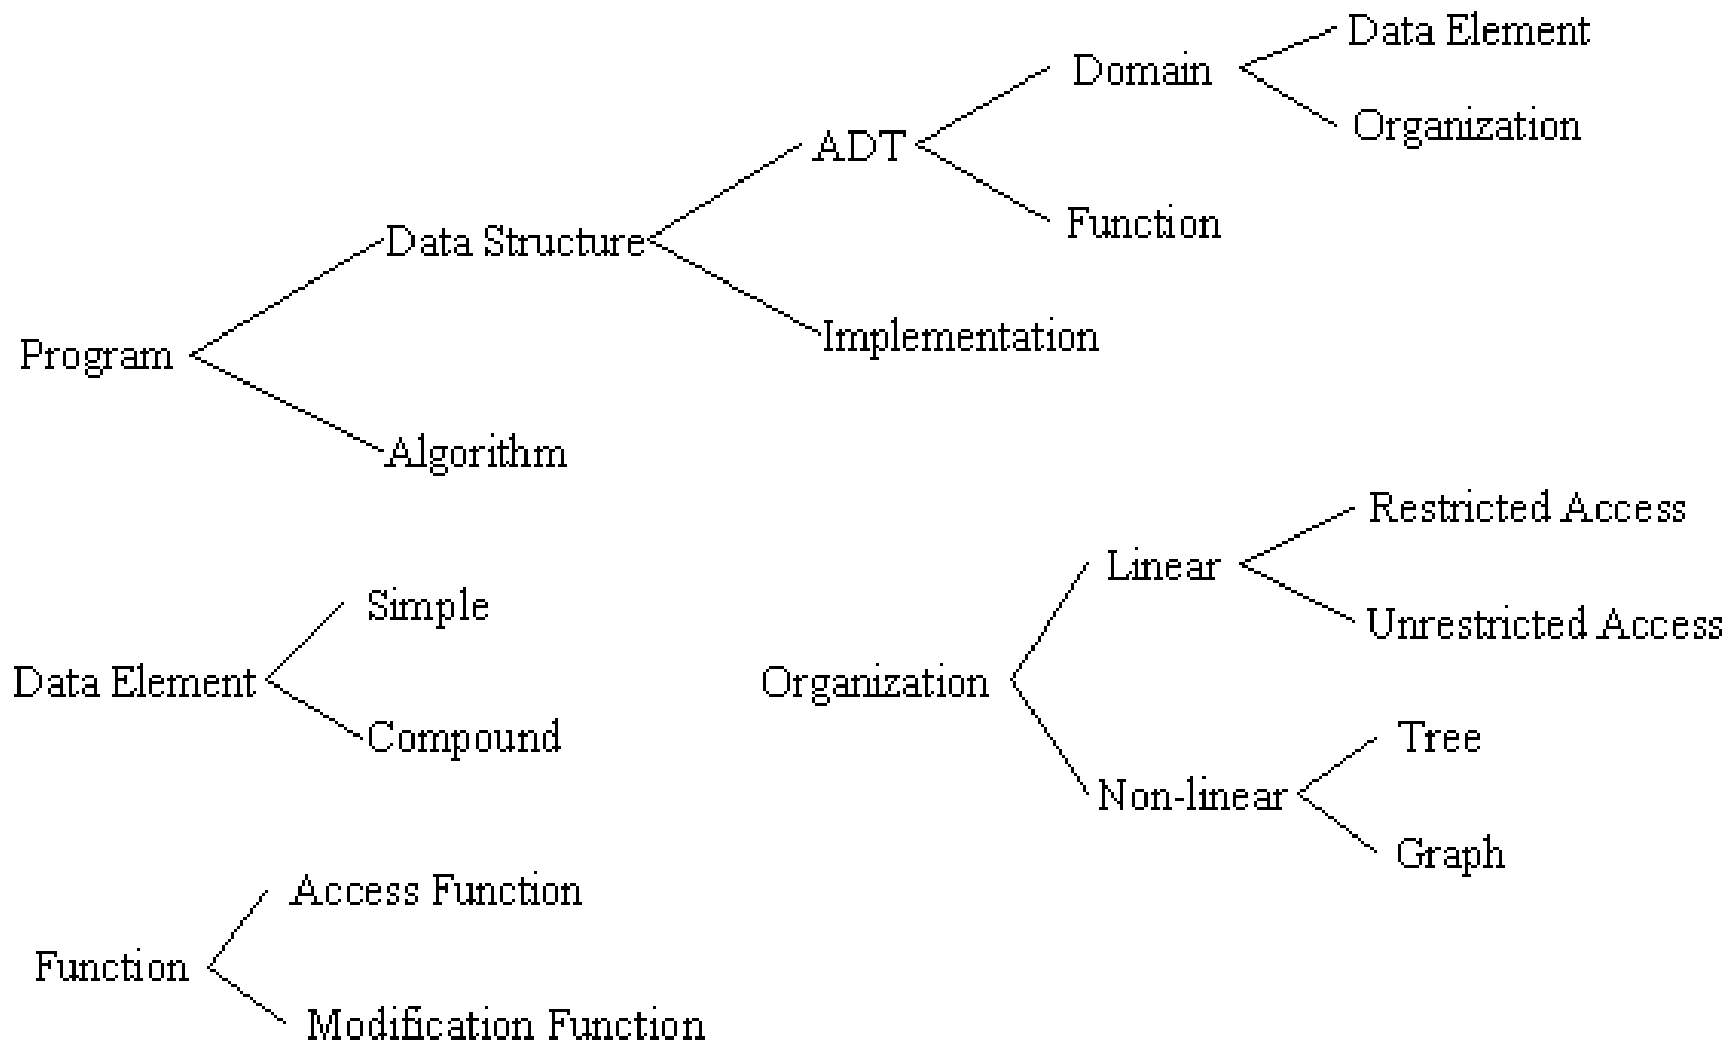 Data Element
Domain
Organization
ADT
Function
Data Structure
Implementation
Program
Algorithm
Restricted Access
Linear
Unrestricted Access
Simple
Data Element
Compound
Organization
Tree
Non-linear
Graph
Access Function
Function
Modification Function